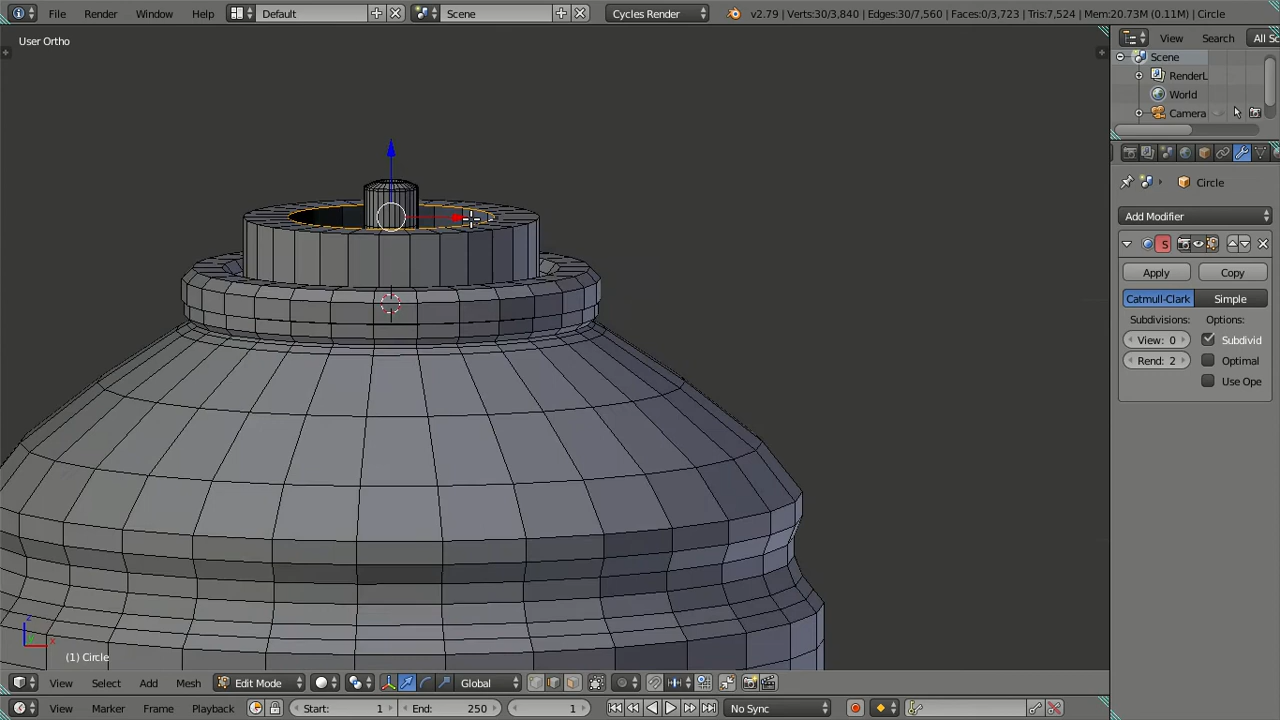 File Render Window Help Default Scene Cycles Render v2.79 | Verts:30/3,840 | Edges:30/7,560 | Faces:0/3,723 | Tris:7,524 | Mem:20.73M (0.11M) | Circle
User Ortho
View Search All Sc
Scene
RenderL
World
Camera
Circle
Add Modifier
S
Apply Copy
Catmull-Clark Simple
Subdivisions: Options:
View: 0 Subdivid
Optimal
Rend: 2
Use Ope
z
x
(1) Circle
View Select Add Mesh Edit Mode Global
View Marker Frame Playback Start: 1 End: 250 1 No Sync